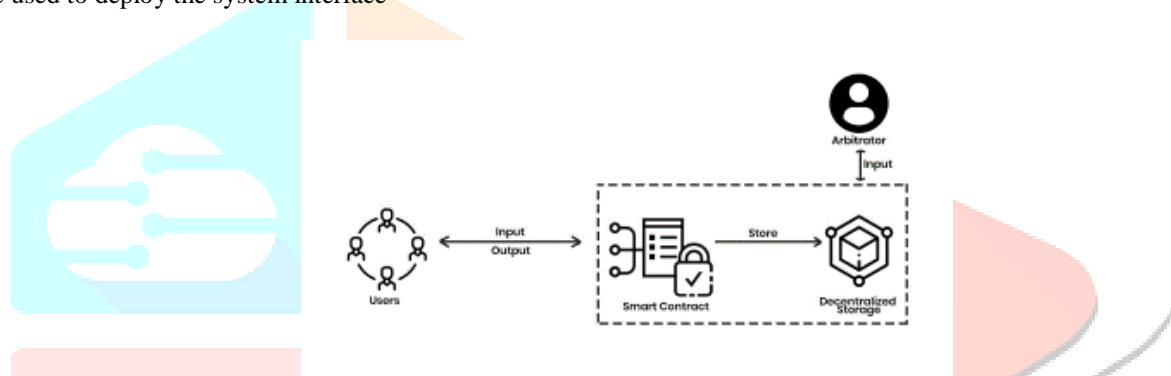 used to deploy the system interface
Arbitrator
Input
Input
Output
Store
Users
Smart Contract
Decentralized
Storage